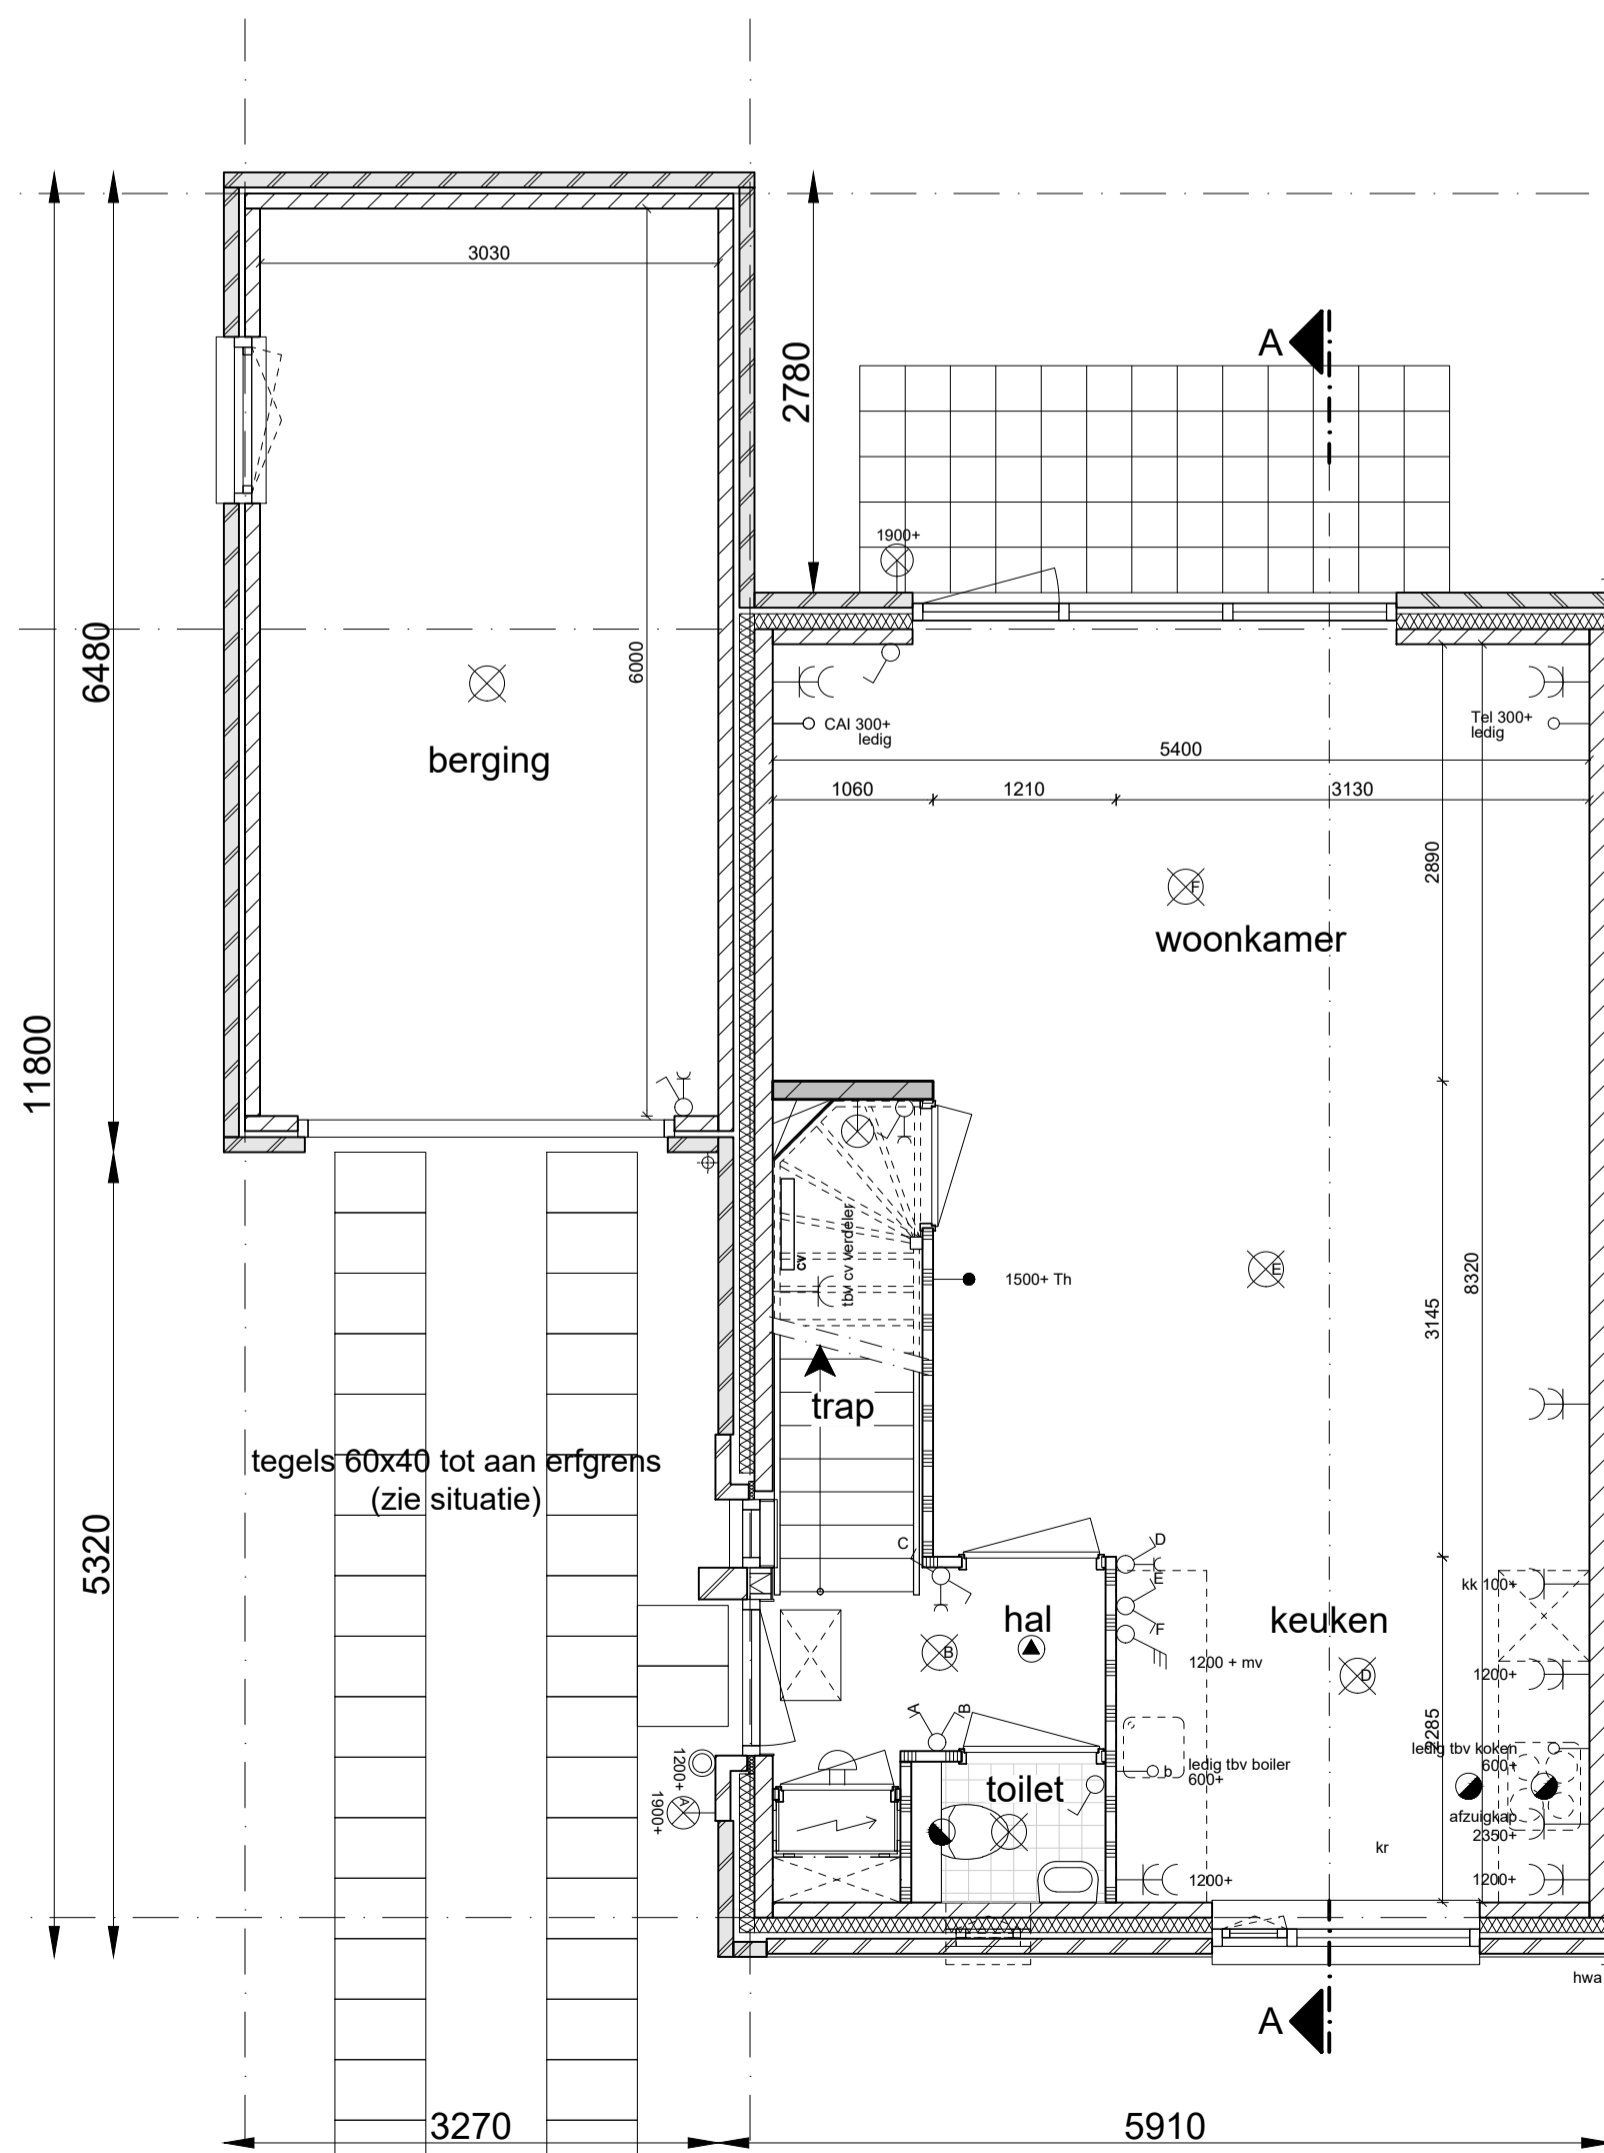 3030
A
2780
1900+
6480
6000
berging
CAI 300+
ledig
Tel 300+
ledig
5400
1060
1210
3130
2890
woonkamer
F
11800
cv
tbv cv verdeler
1500+ Th
E
3145
8320
trap
tegels 60x40 tot aan erfgrens
(zie situatie)
5320
C
D
E
F
kk 100+
hal
keuken
B
1200 + mv
D
1200+
A
B
2285
1200+
1900+
A
toilet
b
ledig tbv boiler
600+
ledig tbv koken
600+
afzuigkap
2350+
kr
1200+
1200+
hwa
A
3270
5910